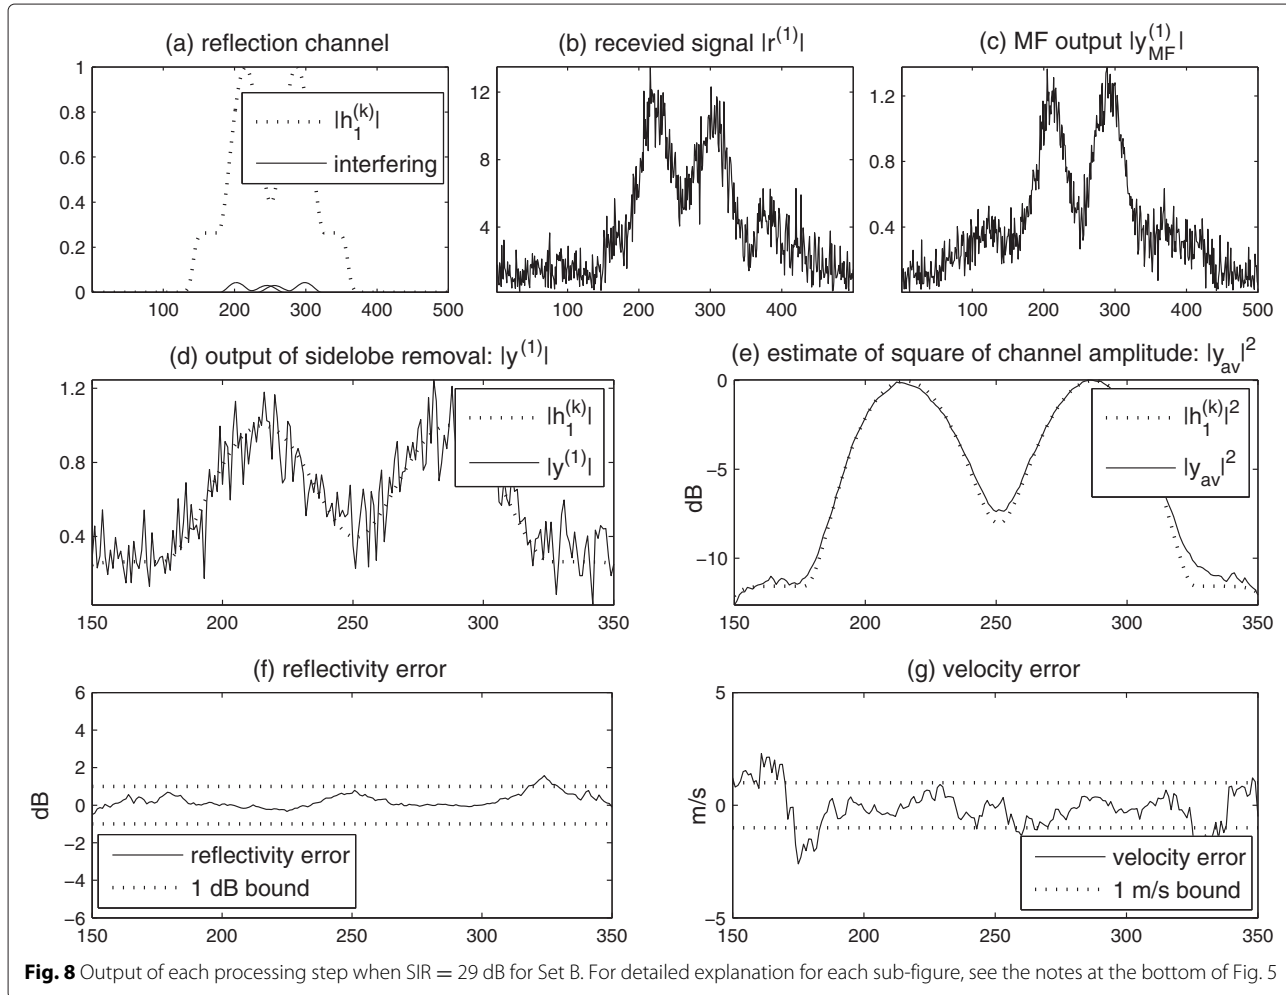 (a) reflection channel
1
0.8
0.6
0.4
0.2
0
100 200 300 400 500
|h₁⁽ᵏ⁾|
interfering
(b) recevied signal |r⁽¹⁾|
12
8
4
100 200 300 400
(c) MF output |y_MF⁽¹⁾|
1.2
0.8
0.4
100 200 300 400 500
(d) output of sidelobe removal: |y⁽¹⁾|
1.2
0.8
0.4
150 200 250 300 350
|h₁⁽ᵏ⁾|
|y⁽¹⁾|
(e) estimate of square of channel amplitude: |y_av|²
0
−5
−10
dB
150 200 250 300 350
|h₁⁽ᵏ⁾|²
|y_av|²
(f) reflectivity error
6
4
2
0
−2
−4
−6
dB
150 200 250 300 350
reflectivity error
1 dB bound
(g) velocity error
5
0
−5
m/s
150 200 250 300 350
velocity error
1 m/s bound
Fig. 8 Output of each processing step when SIR = 29 dB for Set B. For detailed explanation for each sub-figure, see the notes at the bottom of Fig. 5